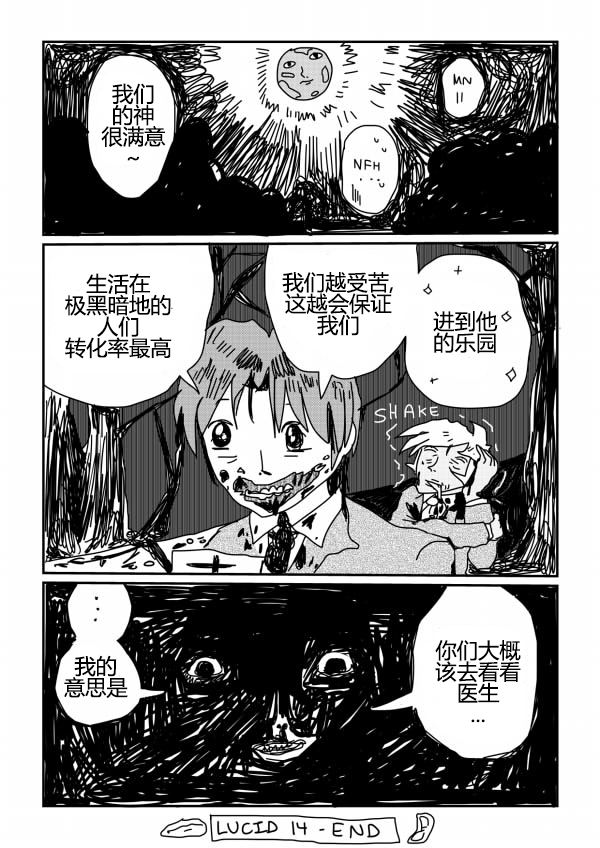 我们
的神
很满意
~
MN
II
NFH
...
生活在
极黑暗地的
人们
转化率最高
我们越受苦,
这越会保证
我们
进到他
的乐园
SHAKE
...
我的
意思是
你们大概
该去看看
医生
...
LUCID 14 - END